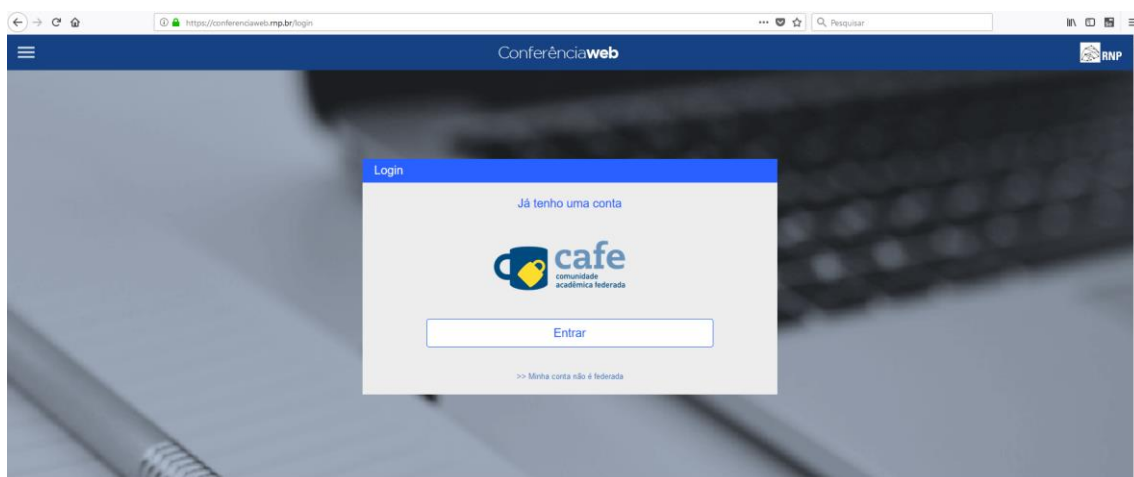 https://conferenciaweb.rnp.br/login
Pesquisar
Conferênciaweb
RNP
Login
Já tenho uma conta
cafe
comunidade
acadêmica federada
Entrar
>> Minha conta não é federada